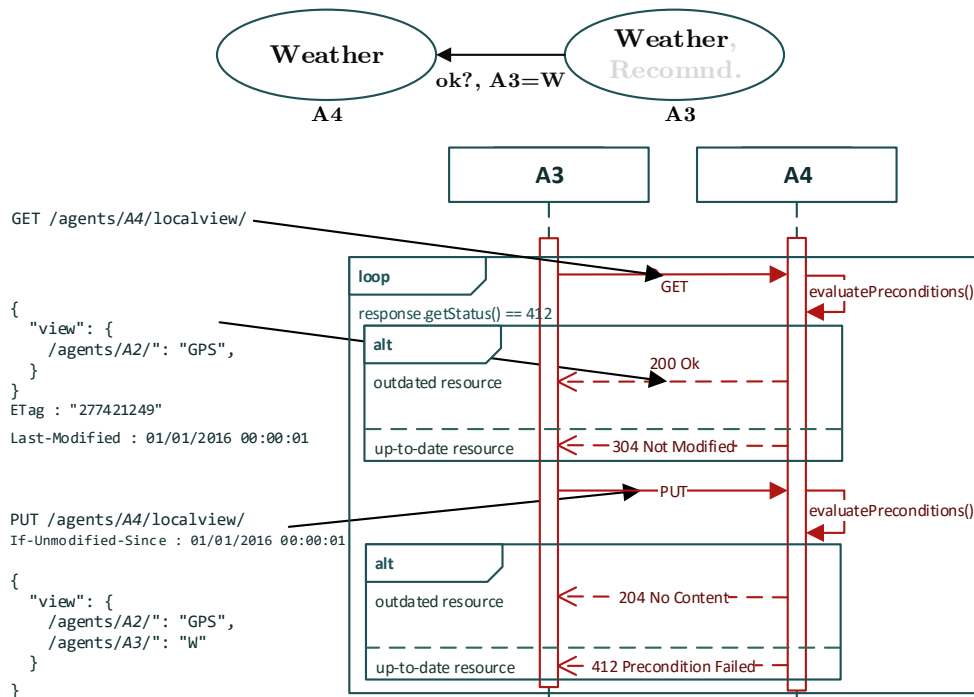 Weather
Weather,
Recomnd.
ok?, A3=W
A4
A3
A3
A4
GET /agents/A4/localview/
loop
GET
evaluatePreconditions()
response.getStatus() == 412
{
"view": {
/agents/A2/": "GPS",
}
}
ETag : "277421249"
Last-Modified : 01/01/2016 00:00:01
alt
200 Ok
outdated resource
up-to-date resource
304 Not Modified
PUT
evaluatePreconditions()
PUT /agents/A4/localview/
If-Unmodified-Since : 01/01/2016 00:00:01
{
"view": {
/agents/A2/": "GPS",
/agents/A3/": "W"
}
}
alt
outdated resource
204 No Content
up-to-date resource
412 Precondition Failed